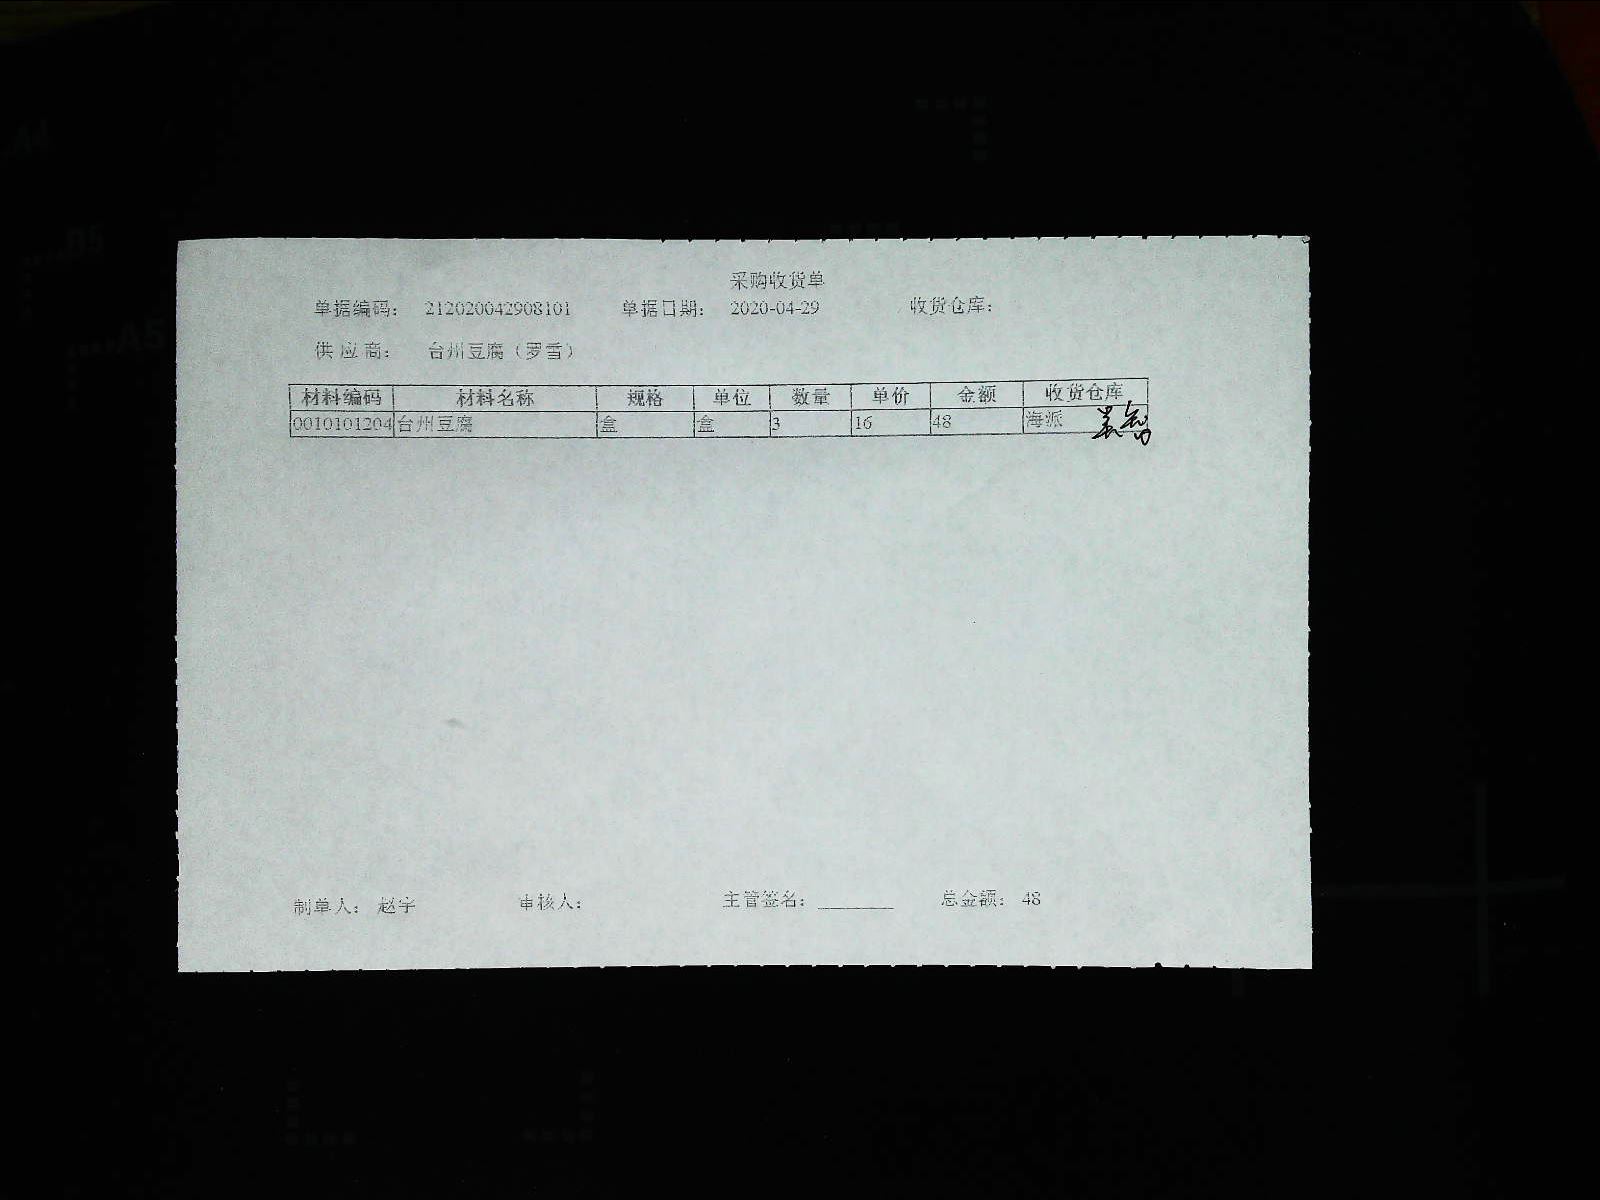 采购收货单
单据编码： 212020042908101 单据日期： 2020-04-29 收货仓库：
供 应 商： 台州豆腐（罗雪）
材料编码 材料名称 规格 单位 数量 单价 金额 收货仓库
0010101204 台州豆腐 盒 盒 3 16 48 海派
制单人： 赵宇 审核人： 主管签名：________ 总金额： 48